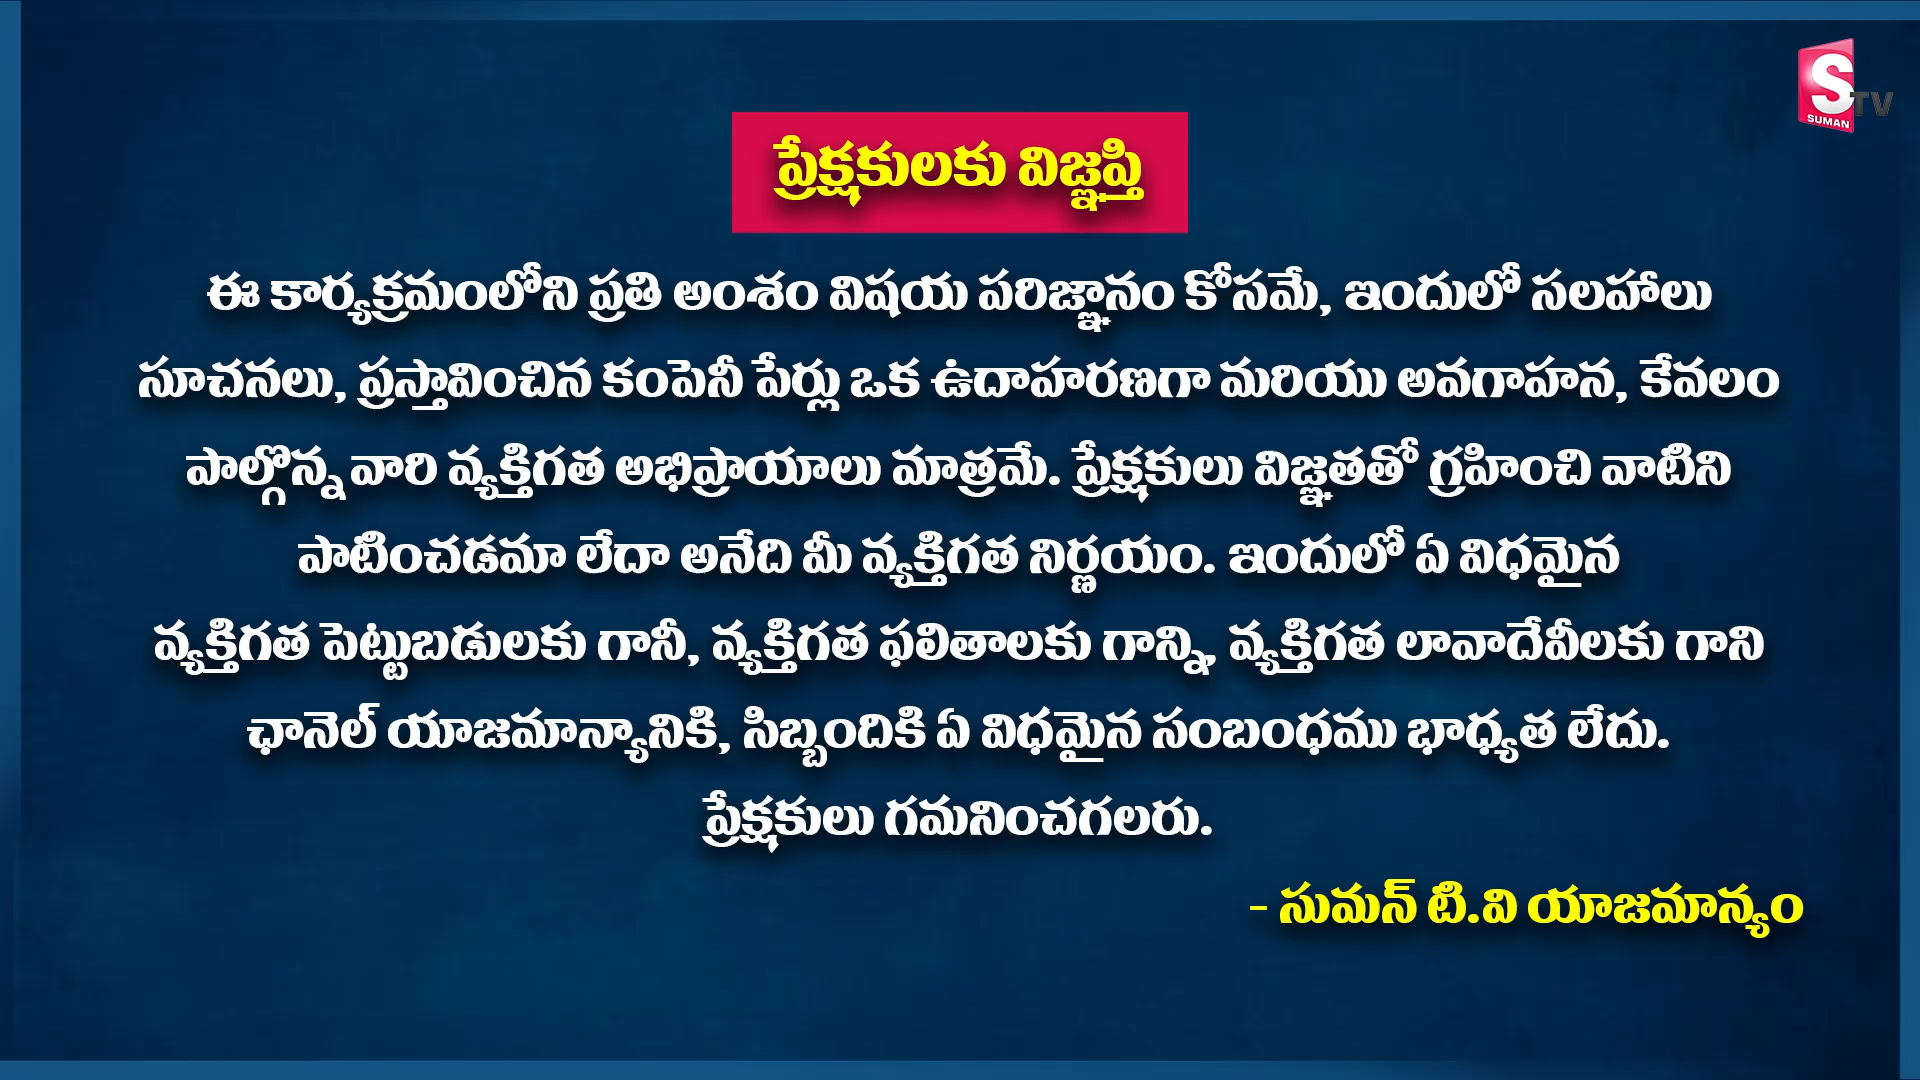 S
SUMAN
TV
ప్రేక్షకులకు విజ్ఞప్తి
ఈ కార్యక్రమంలోని ప్రతి అంశం విషయ పరిజ్ఞానం కోసమే, ఇందులో సలహాలు
సూచనలు, ప్రస్తావించిన కంపెనీ పేర్లు ఒక ఉదాహరణగా మరియు అవగాహన, కేవలం
పాల్గొన్న వారి వ్యక్తిగత అభిప్రాయాలు మాత్రమే. ప్రేక్షకులు విజ్ఞతతో గ్రహించి వాటిని
పాటించడమా లేదా అనేది మీ వ్యక్తిగత నిర్ణయం. ఇందులో ఏ విధమైన
వ్యక్తిగత పెట్టుబడులకు గానీ, వ్యక్తిగత ఫలితాలకు గాన్ని, వ్యక్తిగత లావాదేవీలకు గాని
ఛానెల్ యాజమాన్యానికి, సిబ్బందికి ఏ విధమైన సంబంధము భాధ్యత లేదు.
ప్రేక్షకులు గమనించగలరు.
- సుమన్ టి.వి యాజమాన్యం